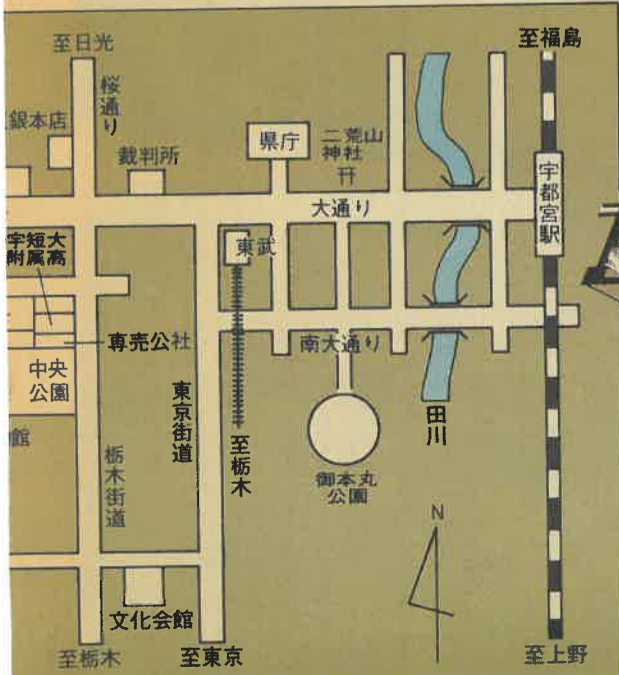 至日光
至福島
桜通り
銀本店
裁判所
県庁
二荒山
神社
宇都宮駅
大通り
宇短大
附属高
東武
専売公社
南大通り
中央
公園
館
東京街道
至栃木
田川
栃木街道
御本丸
公園
N
文化会館
至栃木
至東京
至上野